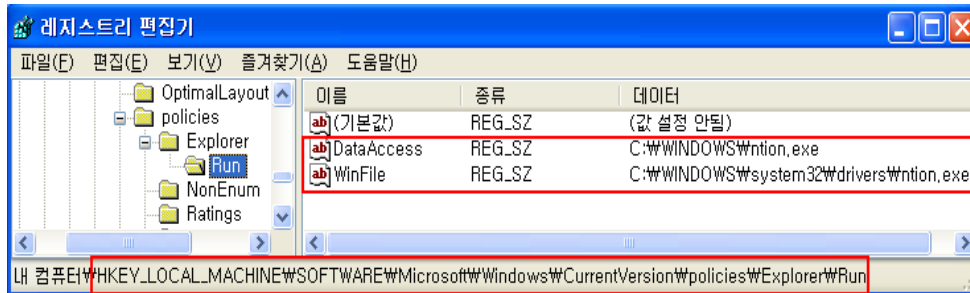 레지스트리 편집기
파일(F) 편집(E) 보기(V) 즐겨찾기(A) 도움말(H)
OptimalLayout
policies
Explorer
Run
NonEnum
Ratings
이름 종류 데이터
ab (기본값) REG_SZ (값 설정 안됨)
ab DataAccess REG_SZ C:₩WINDOWS₩ntion.exe
ab WinFile REG_SZ C:₩WINDOWS₩system32₩drivers₩ntion.exe
내 컴퓨터₩HKEY_LOCAL_MACHINE₩SOFTWARE₩Microsoft₩Windows₩CurrentVersion₩policies₩Explorer₩Run